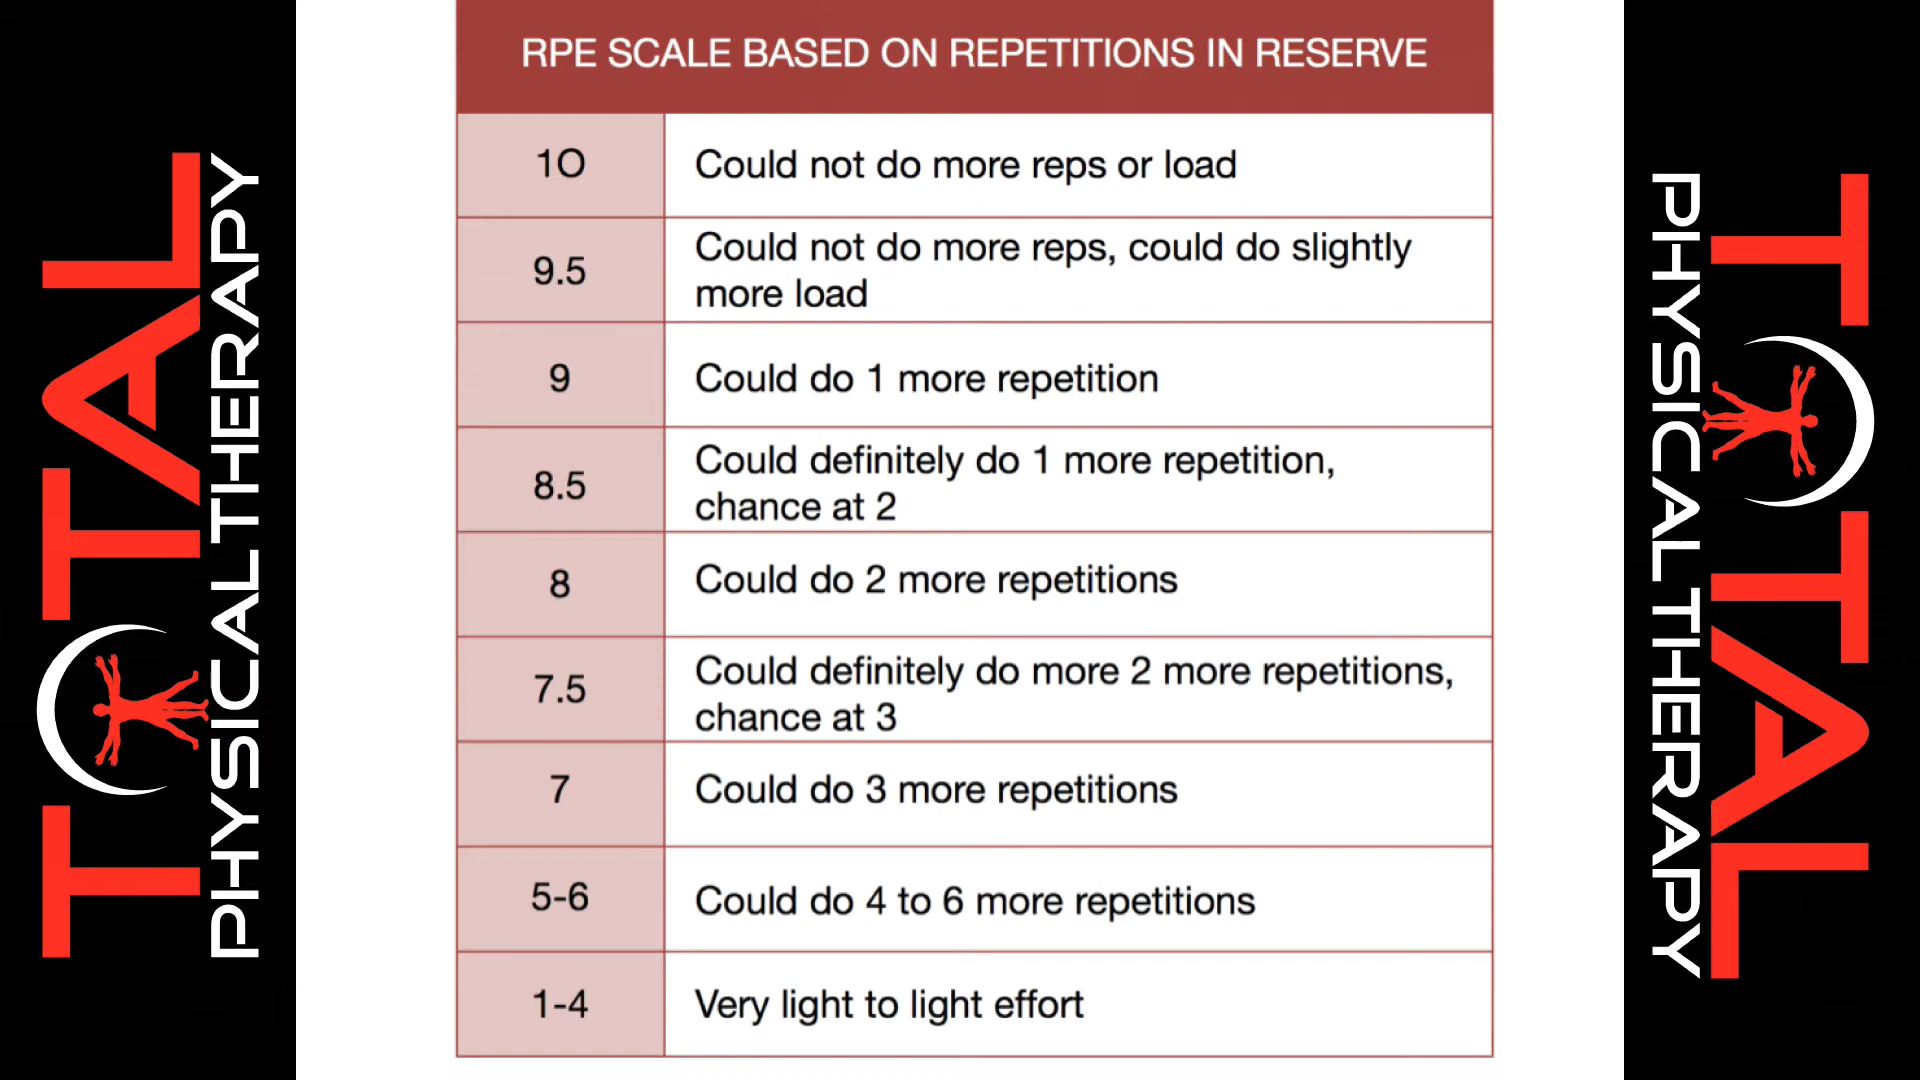 TOTAL
PHYSICAL THERAPY
RPE SCALE BASED ON REPETITIONS IN RESERVE
10 Could not do more reps or load
9.5 Could not do more reps, could do slightly
more load
9 Could do 1 more repetition
8.5 Could definitely do 1 more repetition,
chance at 2
8 Could do 2 more repetitions
7.5 Could definitely do more 2 more repetitions,
chance at 3
7 Could do 3 more repetitions
5-6 Could do 4 to 6 more repetitions
1-4 Very light to light effort
TOTAL
PHYSICAL THERAPY